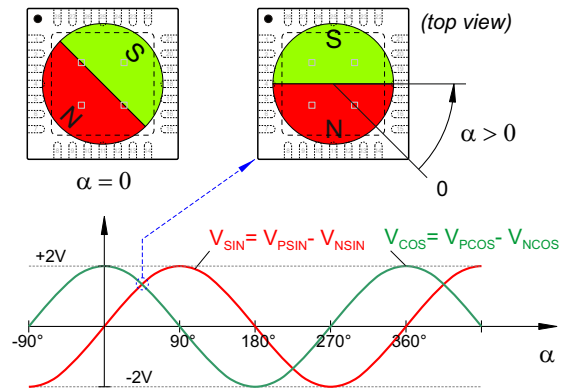 (top view)
S
N
S
N
α > 0
α = 0
0
V_SIN = V_PSIN - V_NSIN
V_COS = V_PCOS - V_NCOS
+2V
-90° 90° 180° 270° 360° α
-2V